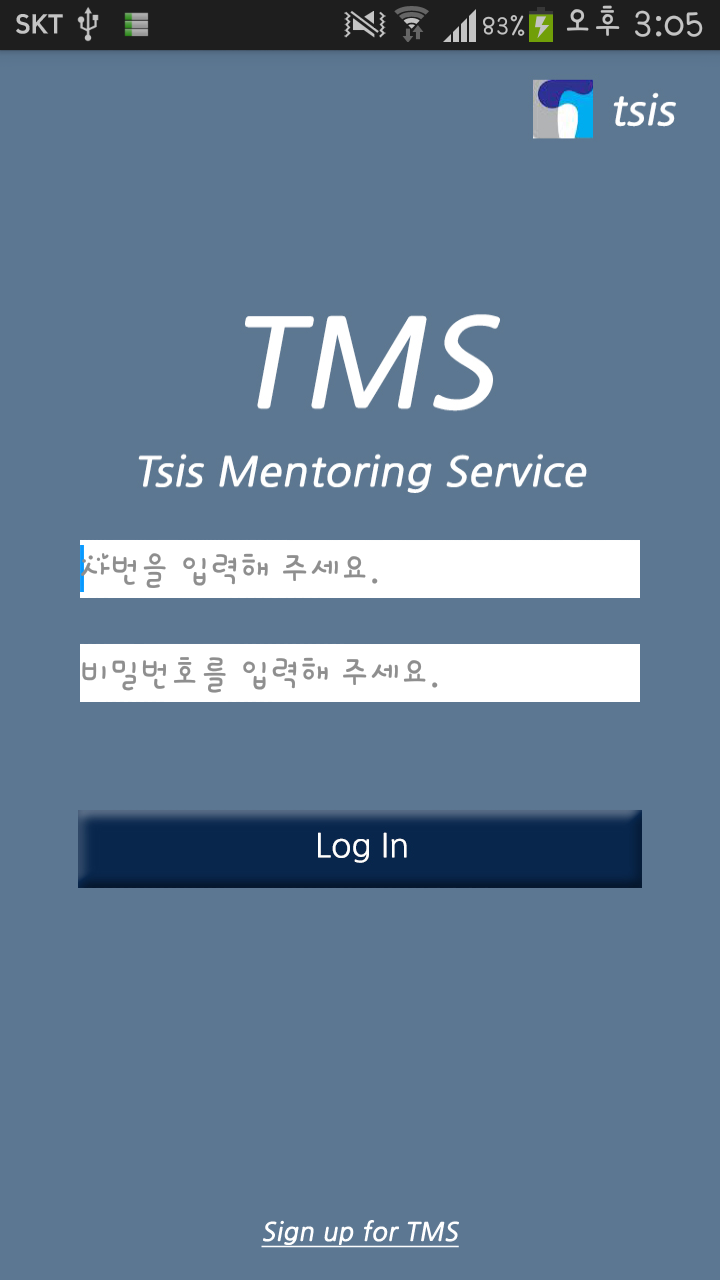 SKT 83% 오후 3:05
tsis
TMS
Tsis Mentoring Service
사번을 입력해 주세요.
비밀번호를 입력해 주세요.
Log In
Sign up for TMS